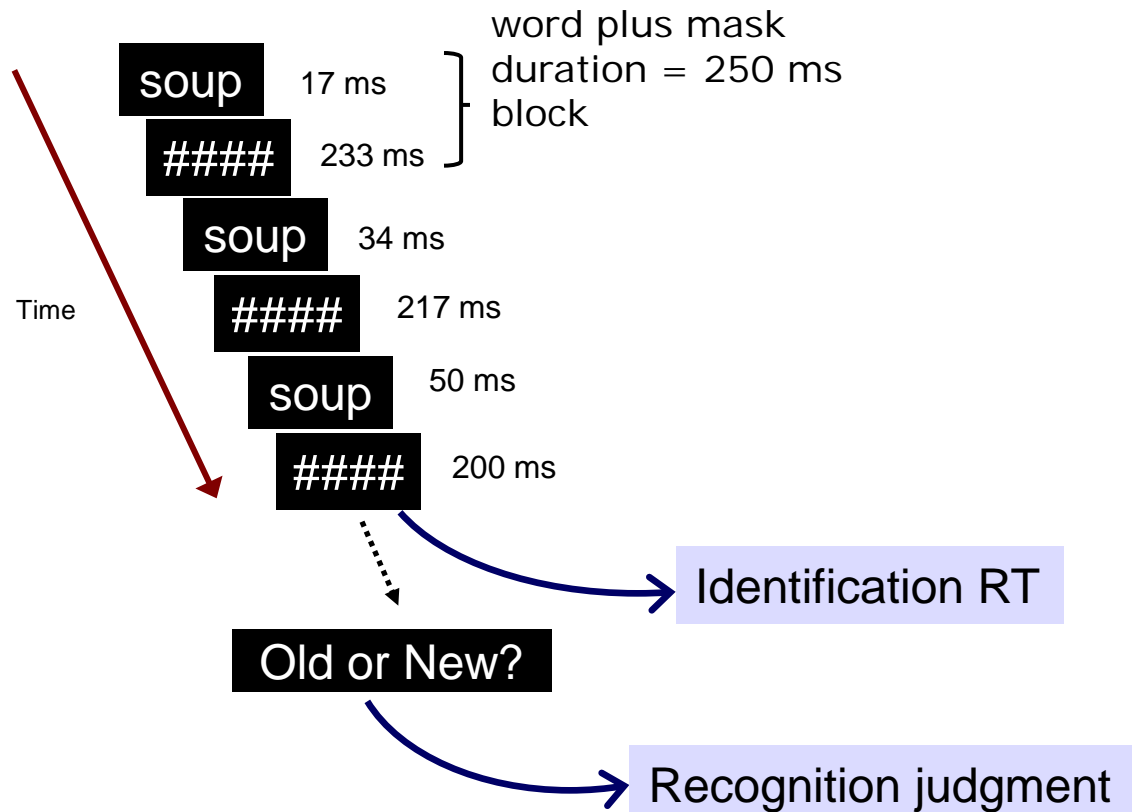 word plus mask
duration = 250 ms
block
soup
17 ms
####
233 ms
soup
34 ms
####
217 ms
Time
soup
50 ms
####
200 ms
Identification RT
Old or New?
Recognition judgment